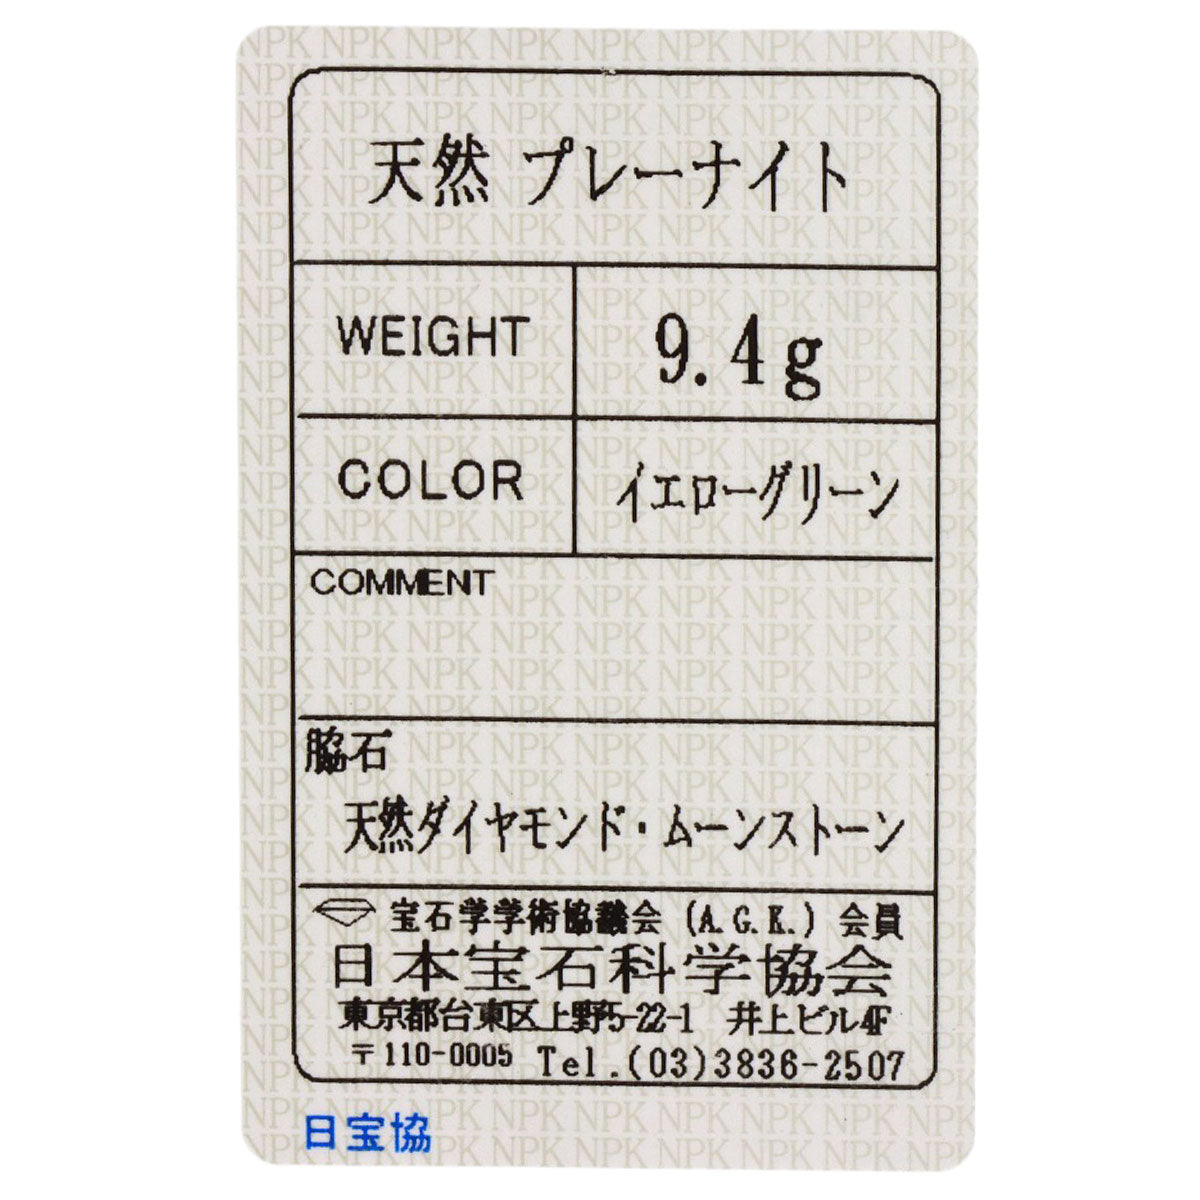 天然 プレーナイト
WEIGHT 9.4g
COLOR イエローグリーン
COMMENT
脇石
天然ダイヤモンド・ムーンストーン
宝石学学術協議会 (A.G.K.) 会員
日本宝石科学協会
東京都台東区上野5-22-1 井上ビル4F
〒110-0005 Tel.(03)3836-2507
日宝協